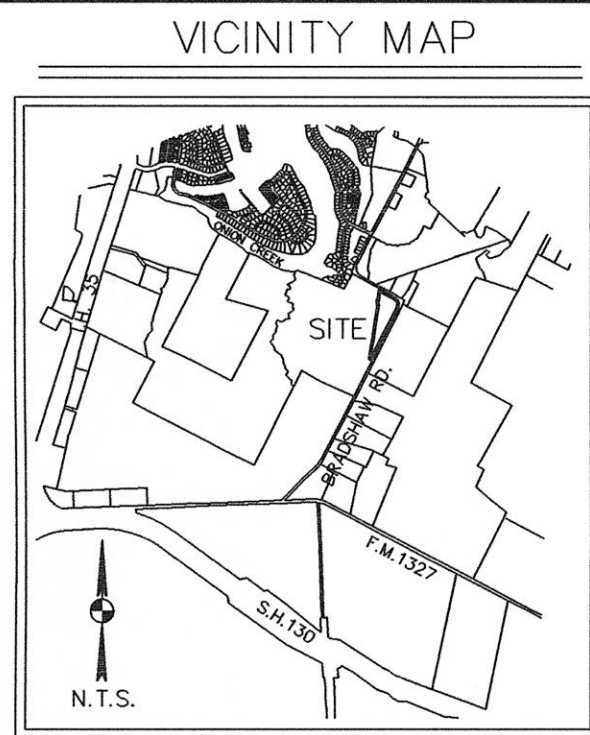 VICINITY MAP
ONION CREEK
I.H. 35
SITE
BRADSHAW RD.
F.M.1327
S.H.130
N.T.S.